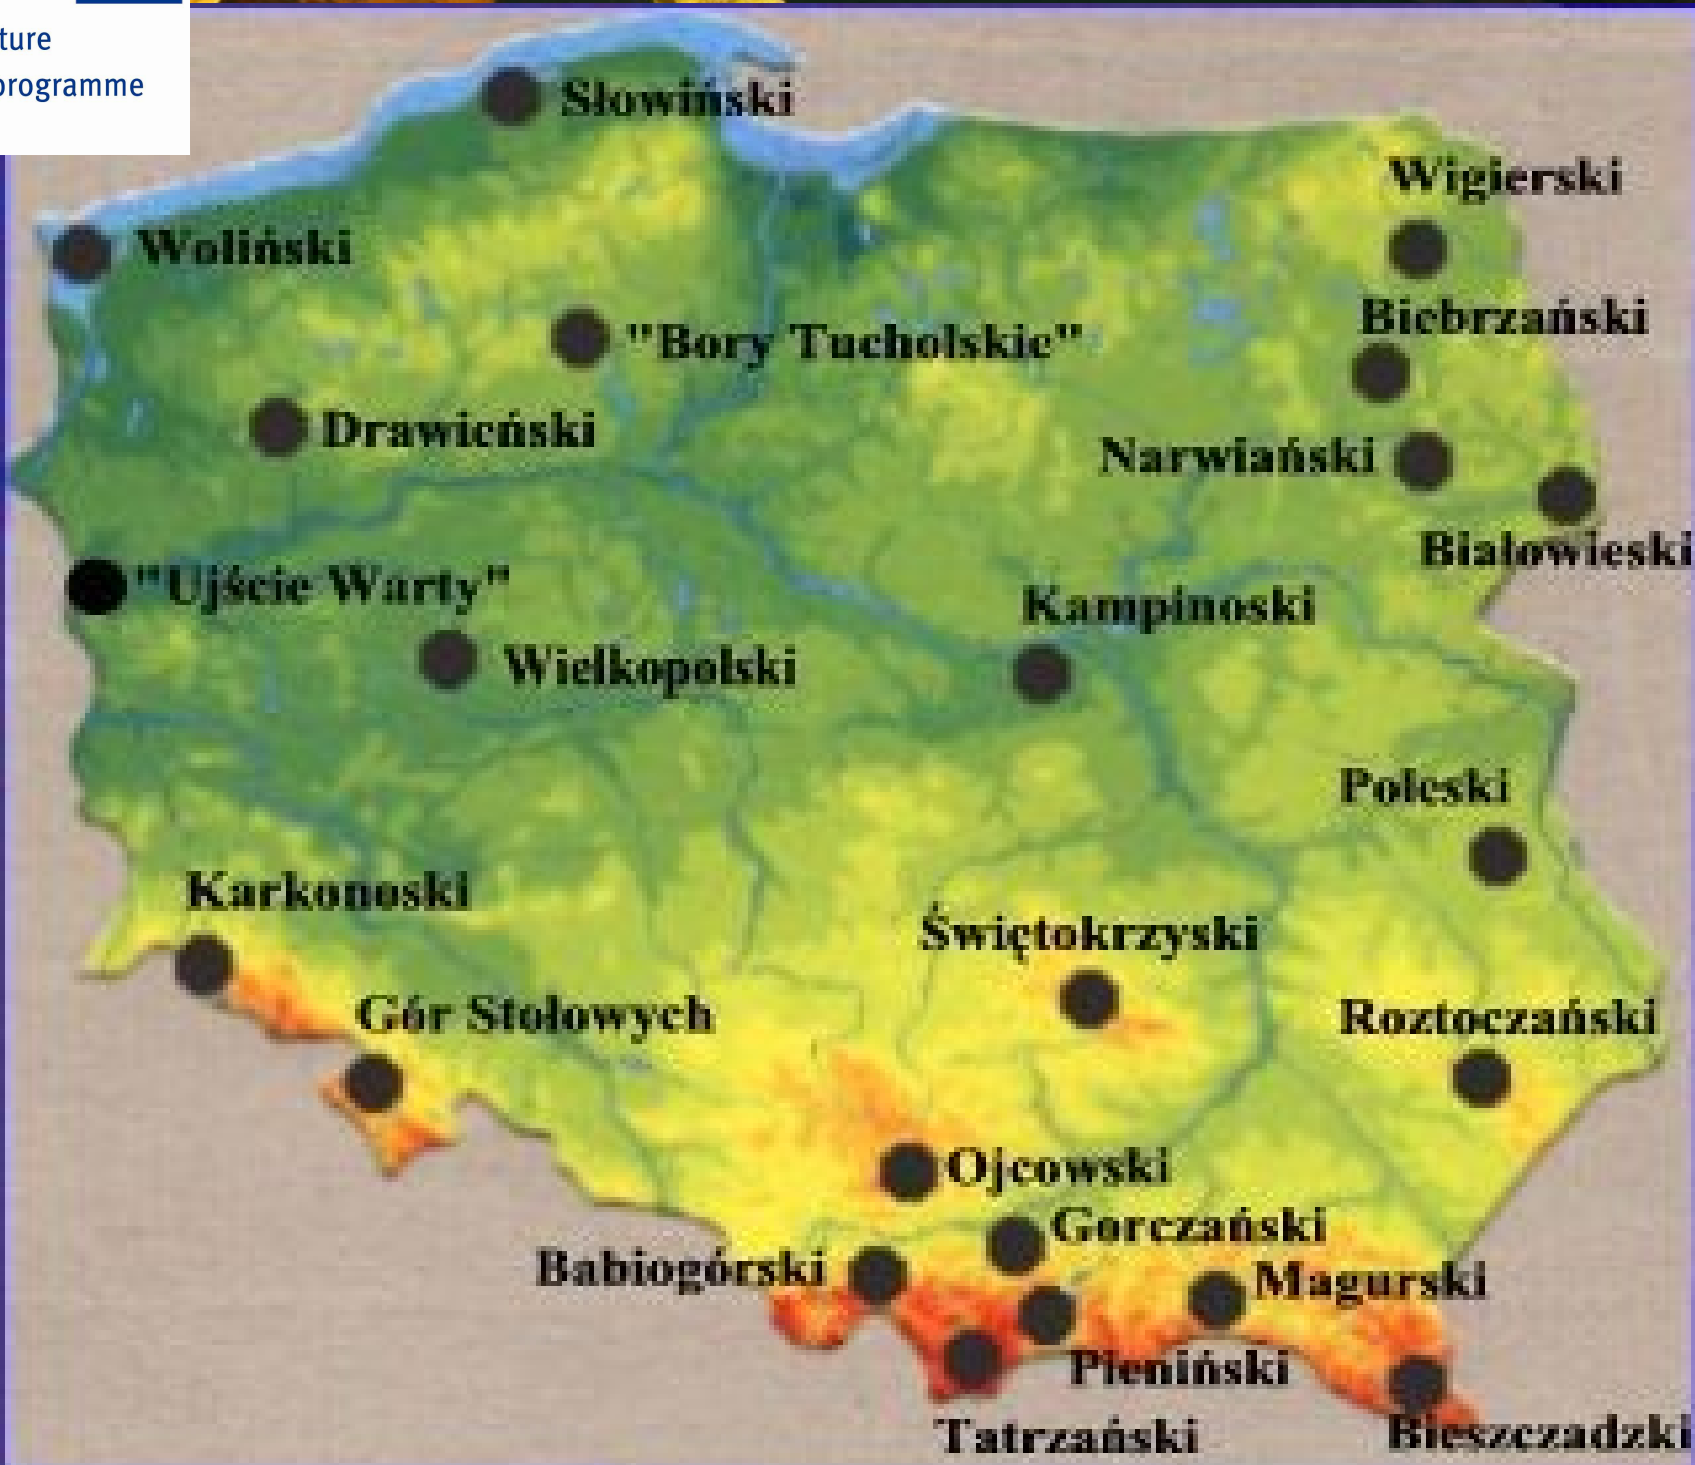 ture
programme
Słowiński
Wigierski
Woliński
Biebrzański
"Bory Tucholskie"
Drawieński
Narwiański
Białowieski
"Ujście Warty"
Kampinoski
Wielkopolski
Poleski
Karkonoski
Świętokrzyski
Gór Stołowych
Roztoczański
Ojcowski
Gorczański
Babiogórski
Magurski
Pieniński
Tatrzański
Bieszczadzki